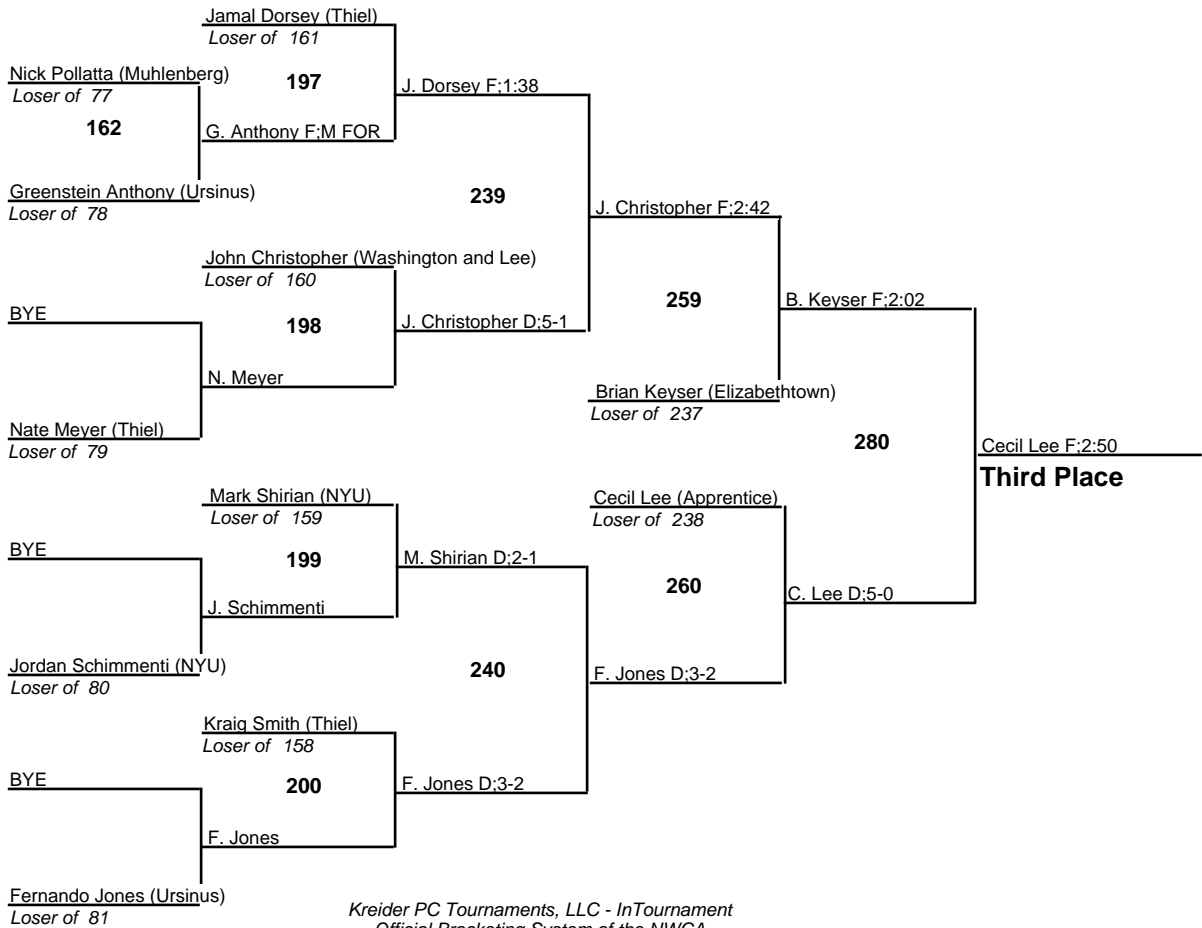 Jamal Dorsey (Thiel)
Loser of 161
Nick Pollatta (Muhlenberg)
Loser of 77
197
J. Dorsey F;1:38
162
G. Anthony F;M FOR
Greenstein Anthony (Ursinus)
Loser of 78
239
J. Christopher F;2:42
John Christopher (Washington and Lee)
Loser of 160
BYE
198
J. Christopher D;5-1
259
B. Keyser F;2:02
N. Meyer
Brian Keyser (Elizabethtown)
Loser of 237
Nate Meyer (Thiel)
Loser of 79
280
Cecil Lee F;2:50
Third Place
Mark Shirian (NYU)
Loser of 159
Cecil Lee (Apprentice)
Loser of 238
BYE
199
M. Shirian D;2-1
260
C. Lee D;5-0
J. Schimmenti
Jordan Schimmenti (NYU)
Loser of 80
240
F. Jones D;3-2
Kraig Smith (Thiel)
Loser of 158
BYE
200
F. Jones D;3-2
F. Jones
Fernando Jones (Ursinus)
Loser of 81
Kreider PC Tournaments, LLC - InTournament
Official Bracketing System of the NWCA